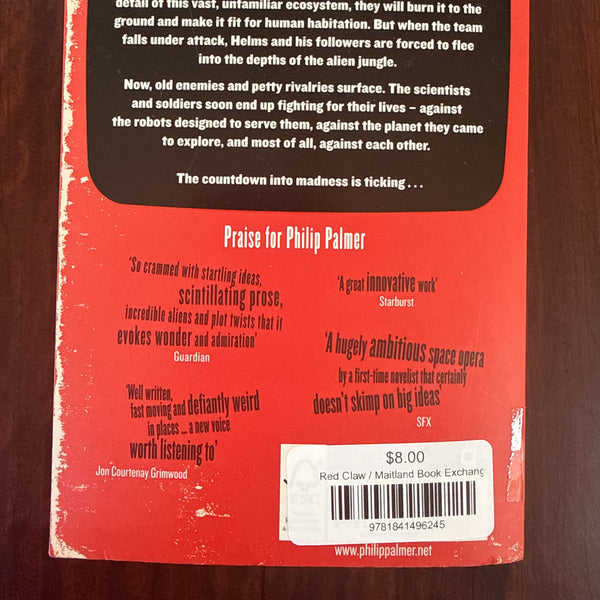 detail of this vast, unfamiliar ecosystem, they will burn it to the
ground and make it fit for human habitation. But when the team
falls under attack, Helms and his followers are forced to flee
into the depths of the alien jungle.
Now, old enemies and petty rivalries surface. The scientists
and soldiers soon end up fighting for their lives – against
the robots designed to serve them, against the planet they came
to explore, and most of all, against each other.
The countdown into madness is ticking . . .
Praise for Philip Palmer
'So crammed with startling ideas,
scintillating prose,
incredible aliens and plot twists that it
evokes wonder and admiration'
Guardian
'A great innovative work'
Starburst
'A hugely ambitious space opera
by a first-time novelist that certainly
doesn't skimp on big ideas'
SFX
'Well written,
fast moving and defiantly weird
in places ... a new voice
worth listening to'
Jon Courtenay Grimwood
$8.00
Red Claw / Maitland Book Exchang
9781841496245
FSC
www.philippalmer.net